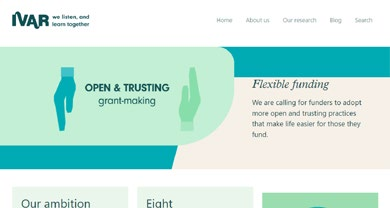 IVAR we listen, and
learn together
Home About us Our research Blog Search
OPEN & TRUSTING
grant-making
Flexible funding
We are calling for funders to adopt
more open and trusting practices
that make life easier for those they
fund.
Our ambition
Eight